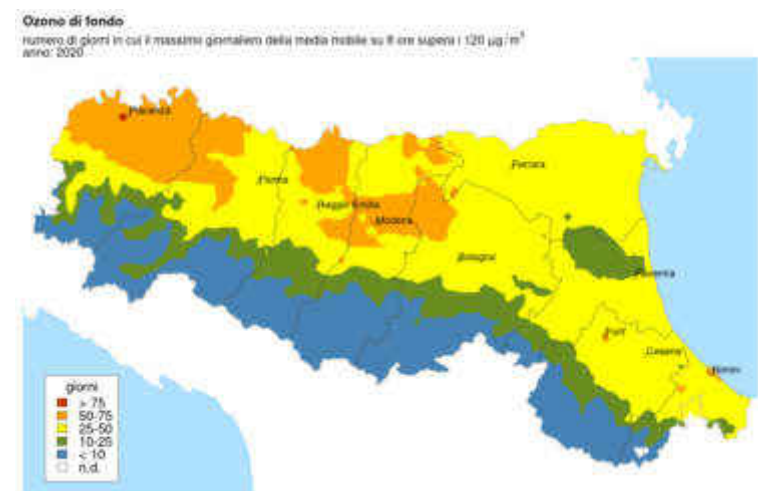 Ozono di fondo
numero di giorni in cui il massimo giornaliero della media mobile su 8 ore supera i 120 µg/m³
anno: 2020
Piacenza
Parma
Reggio Emilia
Modena
Ferrara
Bologna
Ravenna
Forlì
Cesena
Rimini
giorni
> 75
50-75
25-50
10-25
< 10
n.d.